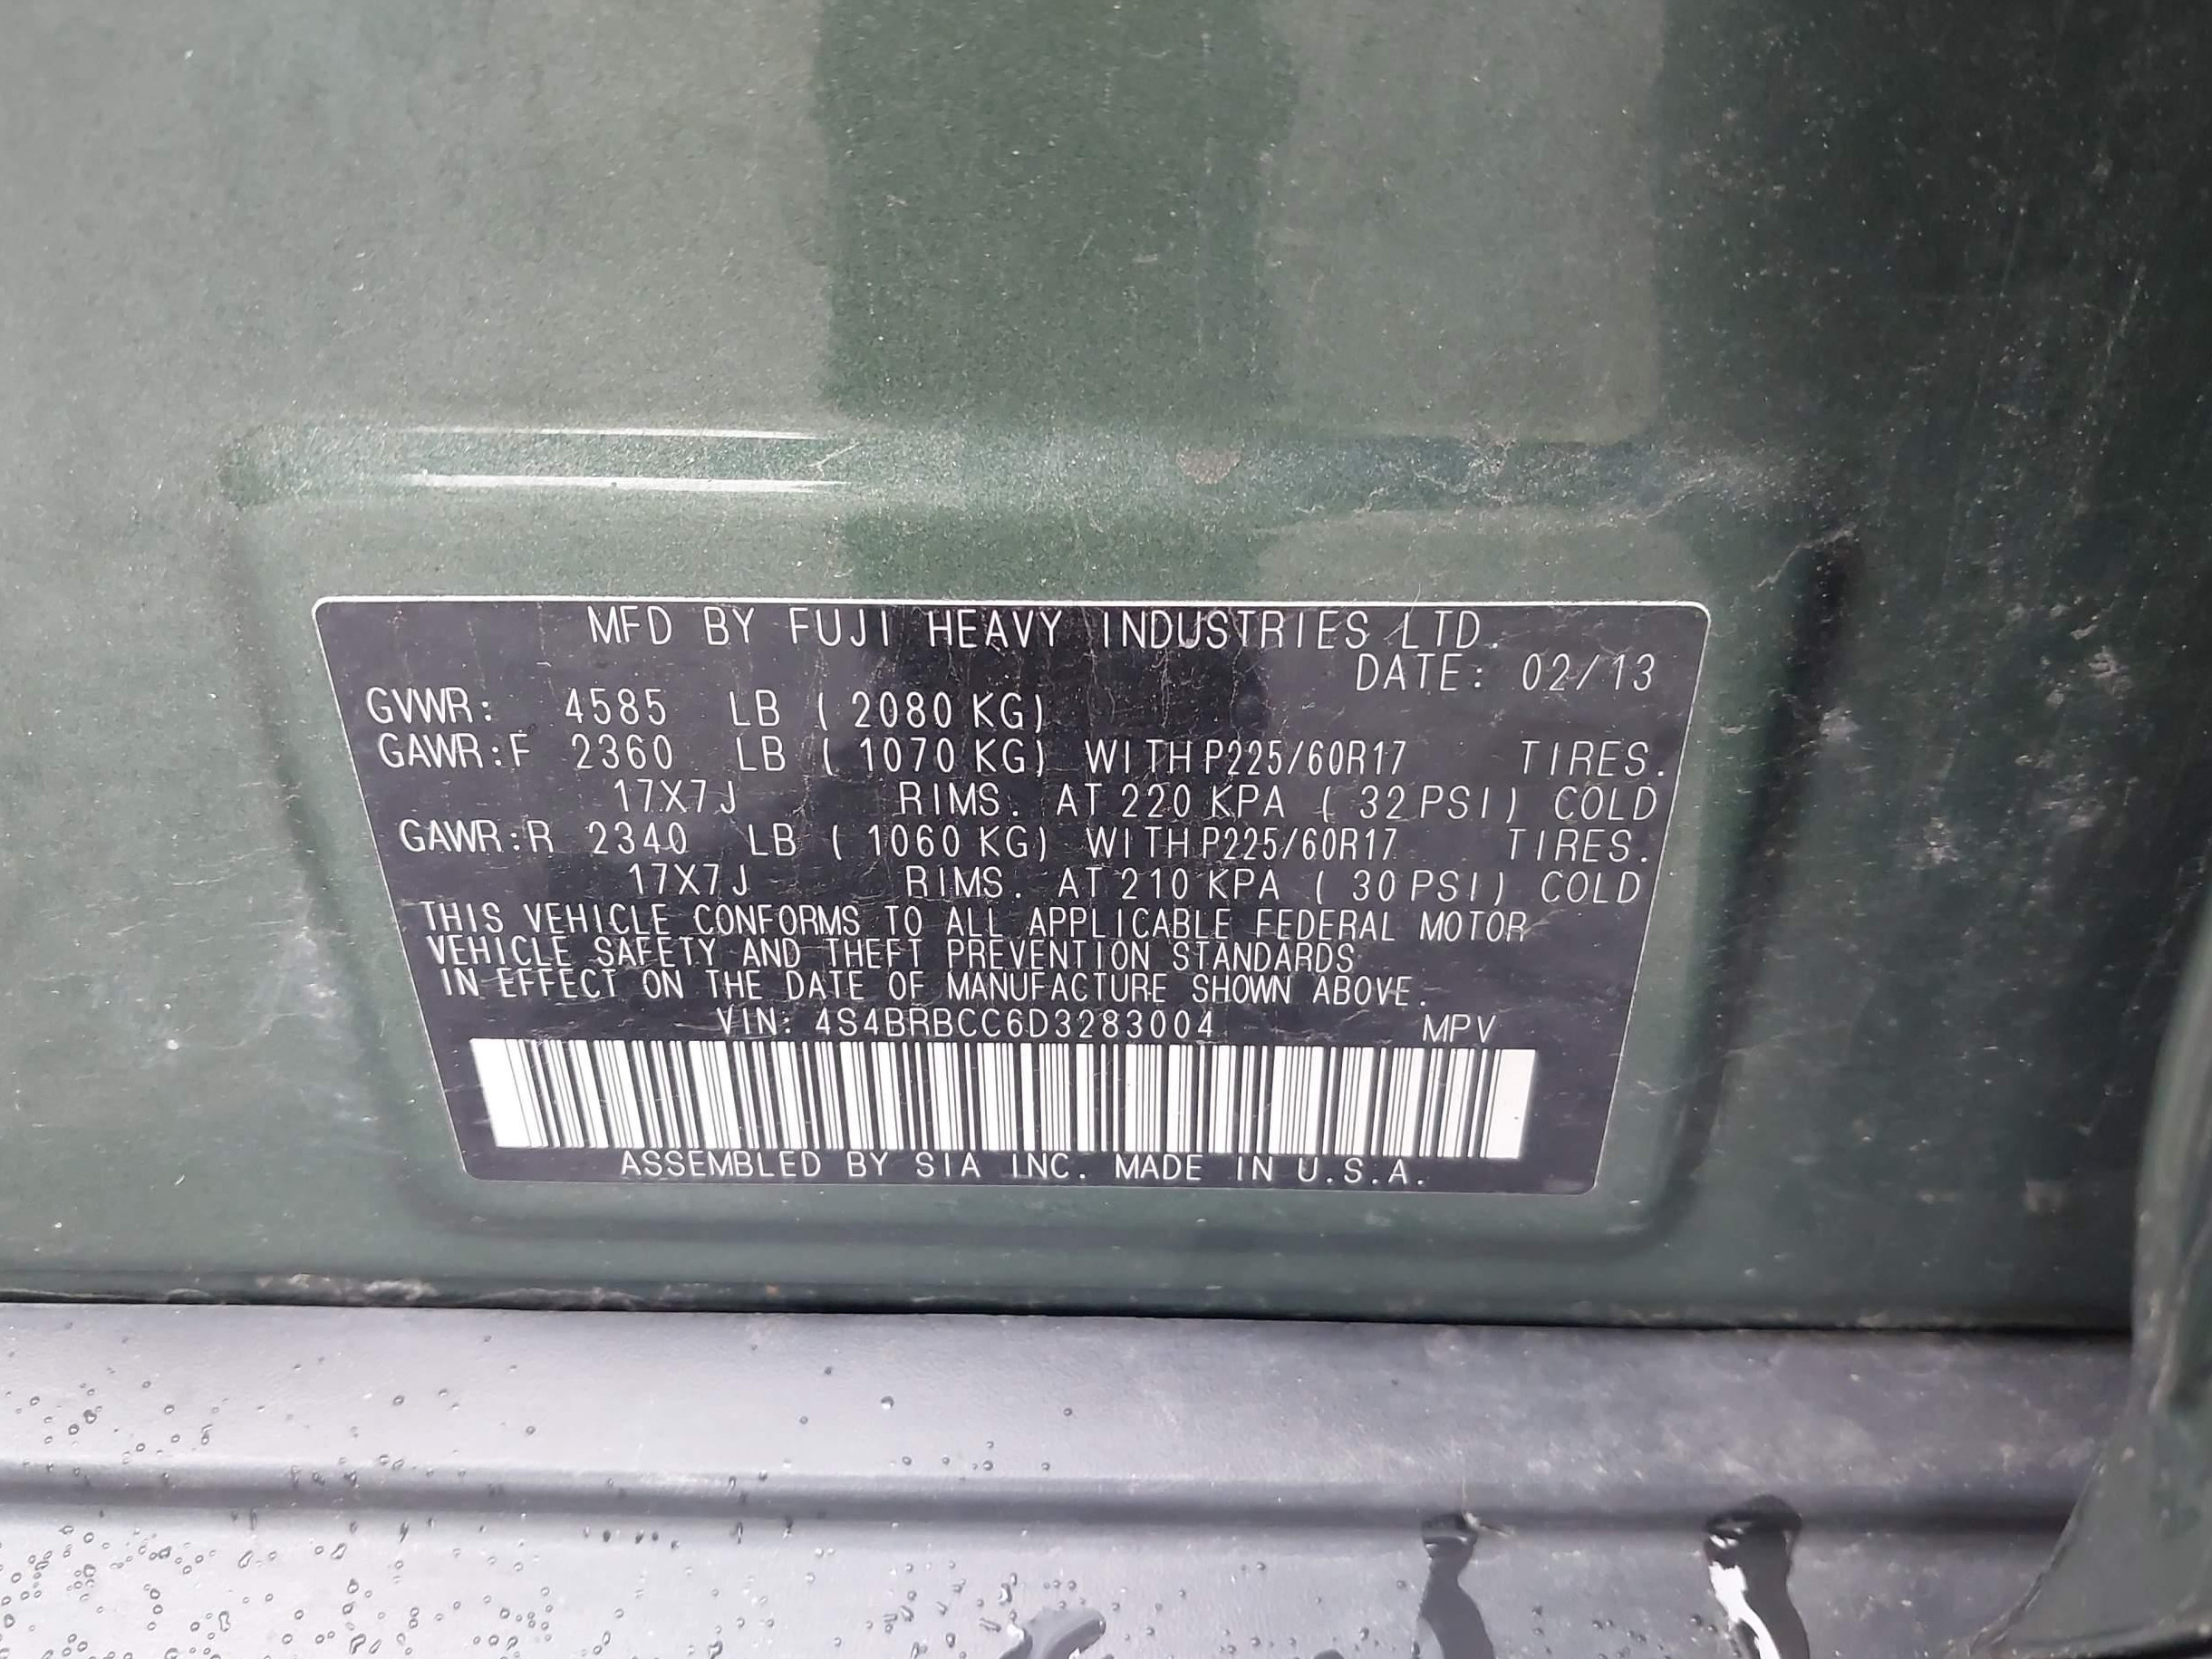 MFD BY FUJI HEAVY INDUSTRIES LTD.
DATE: 02/13
GVWR: 4585 LB ( 2080 KG)
GAWR:F 2360 LB ( 1070 KG) WITH P225/60R17 TIRES.
17X7J RIMS. AT 220 KPA ( 32 PSI) COLD
GAWR:R 2340 LB ( 1060 KG) WITH P225/60R17 TIRES.
17X7J RIMS. AT 210 KPA ( 30 PSI) COLD
THIS VEHICLE CONFORMS TO ALL APPLICABLE FEDERAL MOTOR
VEHICLE SAFETY AND THEFT PREVENTION STANDARDS
IN EFFECT ON THE DATE OF MANUFACTURE SHOWN ABOVE.
VIN: 4S4BRBCC6D3283004 MPV
ASSEMBLED BY SIA INC. MADE IN U.S.A.